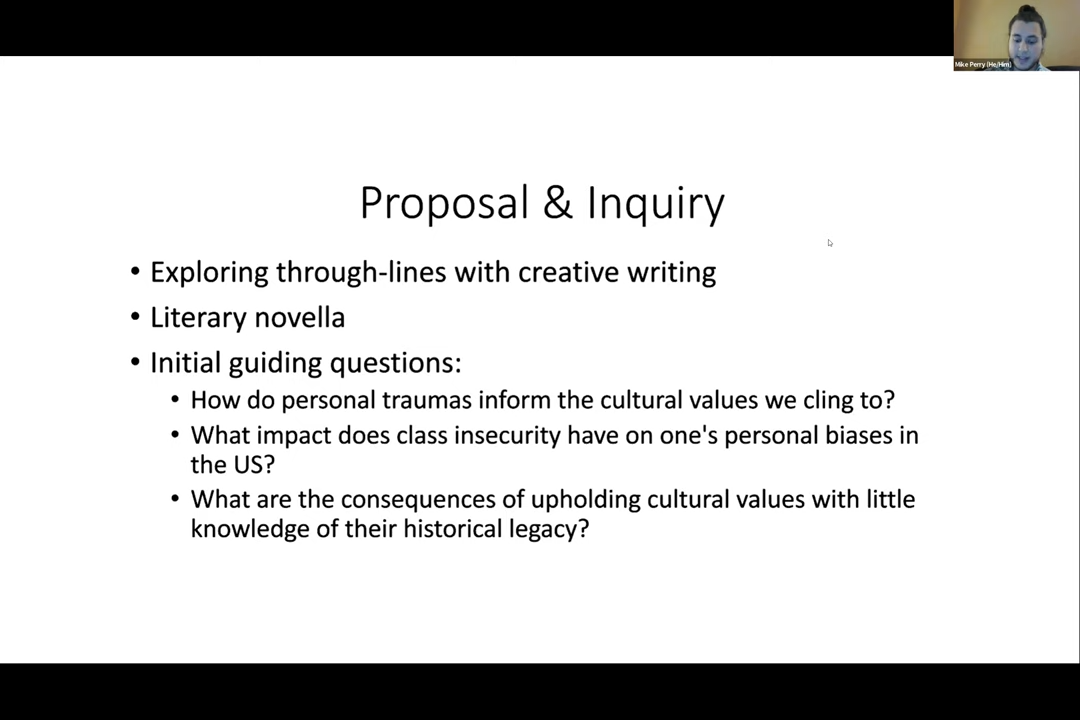 Mike Perry (He/Him)
Proposal & Inquiry
• Exploring through-lines with creative writing
• Literary novella
• Initial guiding questions:
• How do personal traumas inform the cultural values we cling to?
• What impact does class insecurity have on one's personal biases in
the US?
• What are the consequences of upholding cultural values with little
knowledge of their historical legacy?